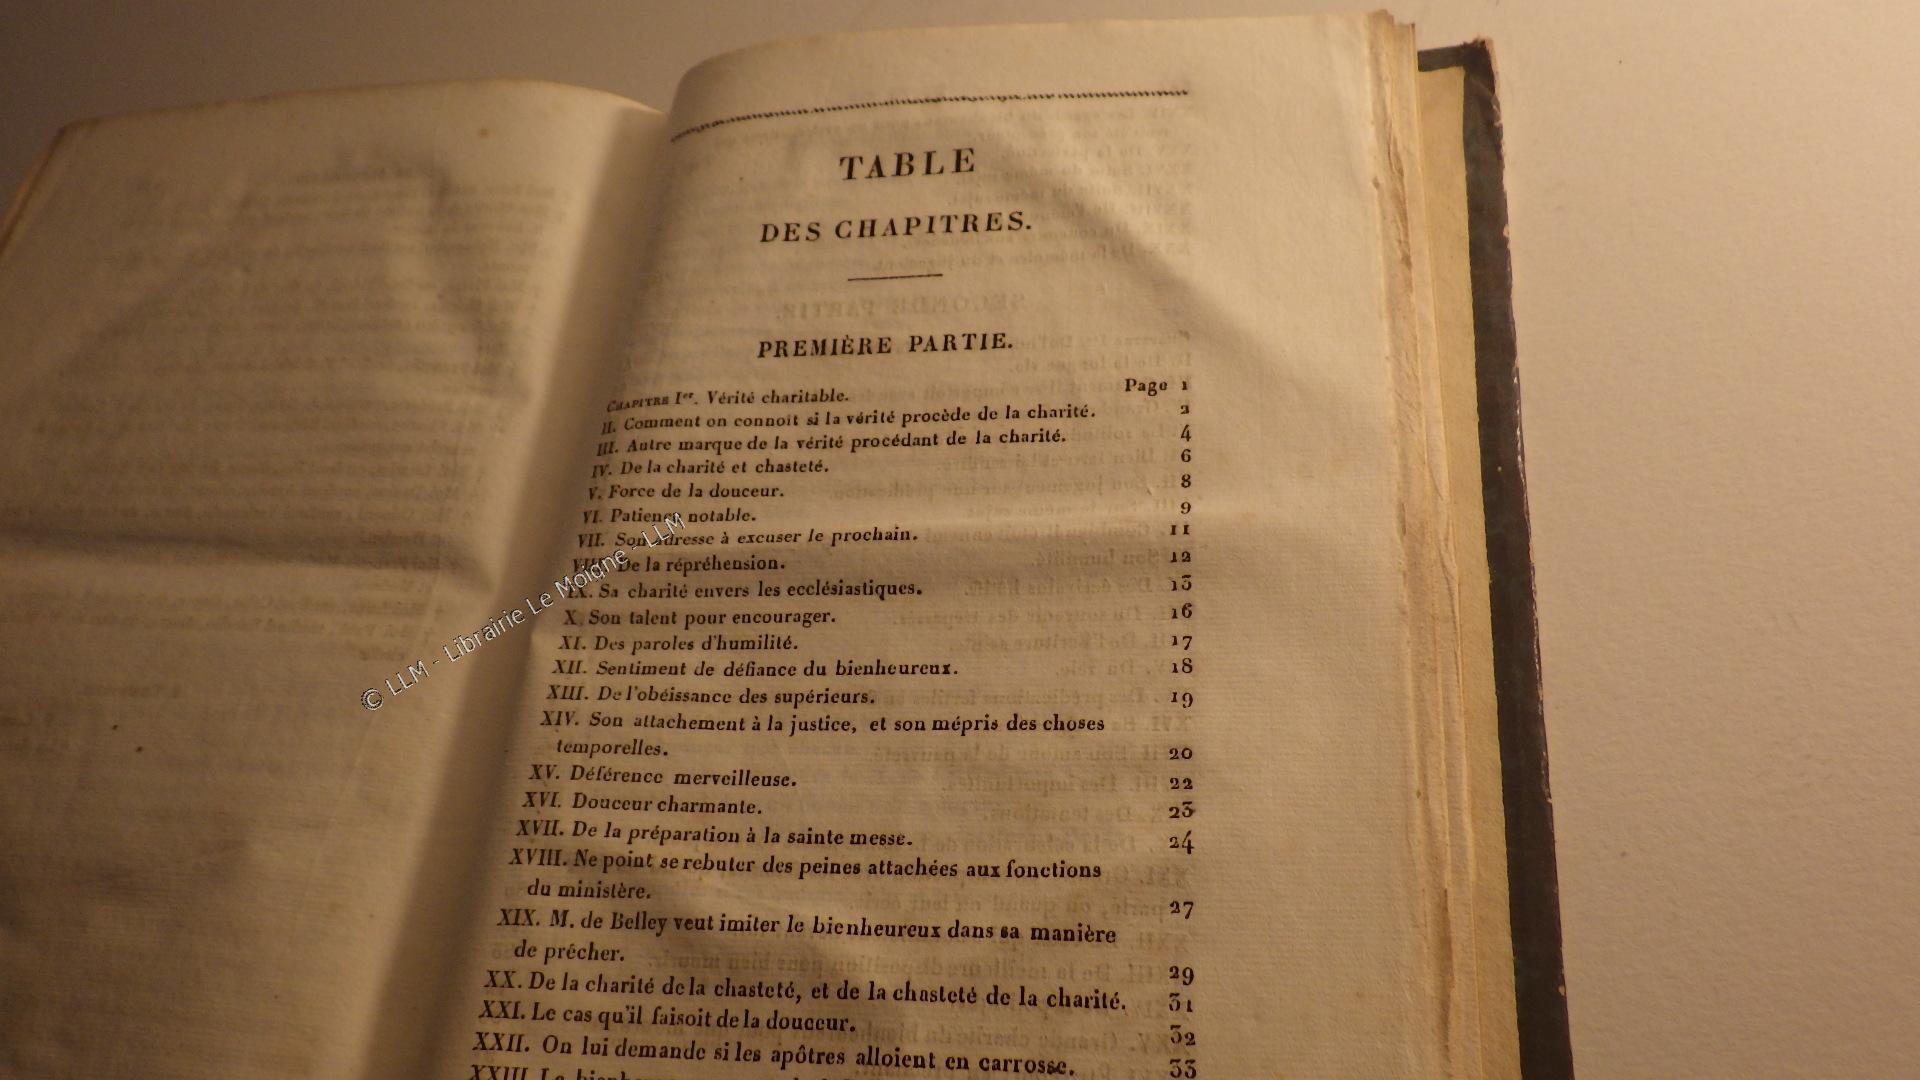 TABLE
DES CHAPITRES.
PREMIÈRE PARTIE.
CHAPITRE Ier. Vérité charitable. Page 1
II. Comment on connoît si la vérité procède de la charité. 2
III. Autre marque de la vérité procédant de la charité. 4
IV. De la charité et chasteté. 6
V. Force de la douceur. 8
VI. Patience notable. 9
VII. Son adresse à excuser le prochain. 11
VIII. De la répréhension. 12
IX. Sa charité envers les ecclésiastiques. 13
X. Son talent pour encourager. 16
XI. Des paroles d'humilité. 17
XII. Sentiment de défiance du bienheureux. 18
XIII. De l'obéissance des supérieurs. 19
XIV. Son attachement à la justice, et son mépris des choses
temporelles. 20
XV. Déférence merveilleuse. 22
XVI. Douceur charmante. 23
XVII. De la préparation à la sainte messe. 24
XVIII. Ne point se rebuter des peines attachées aux fonctions
du ministère. 27
XIX. M. de Belley veut imiter le bienheureux dans sa manière
de prêcher. 29
XX. De la charité de la chasteté, et de la chasteté de la charité. 31
XXI. Le cas qu'il faisoit de la douceur. 32
XXII. On lui demande si les apôtres alloient en carrosse. 33
XXIII. Le
© LLM - Librairie Le Moigne - LLM